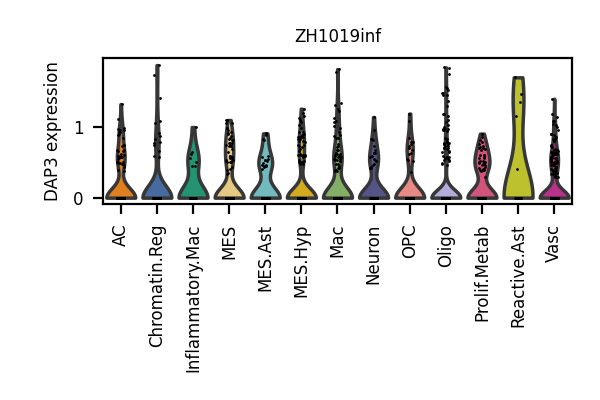 ZH1019inf
DAP3 expression
1
0
AC
Chromatin.Reg
Inflammatory.Mac
MES
MES.Ast
MES.Hyp
Mac
Neuron
OPC
Oligo
Prolif.Metab
Reactive.Ast
Vasc